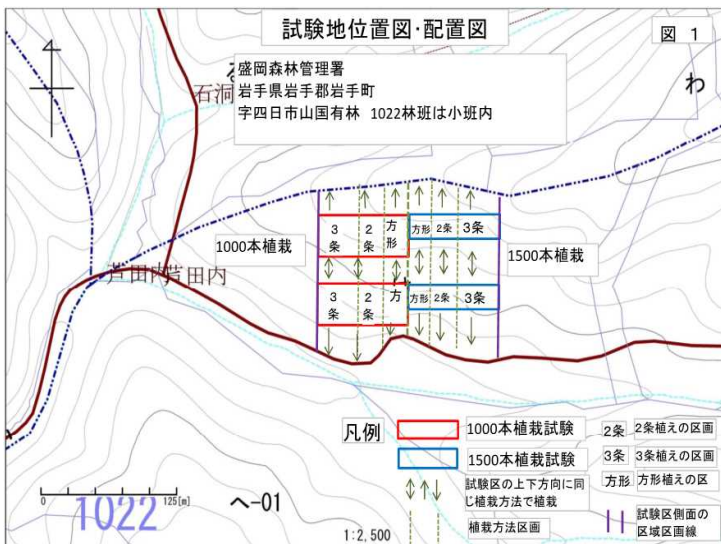 試験地位置図・配置図
図 1
盛岡森林管理署
岩手県岩手郡岩手町
字四日市山国有林 1022林班は小班内
石洞
わ
1000本植栽
3条
2条
方形
方形
2条
3条
1500本植栽
芦田内
芦田内
3条
2条
方
方形
2条
3条
凡例
1000本植栽試験
2条
2条植えの区画
1500本植栽試験
3条
3条植えの区画
試験区の上下方向に同
じ植栽方法で植栽
方形
方形植えの区
植栽方法区画
試験区側面の
区域区画線
0
125[m]
1022
へ-01
1:2,500